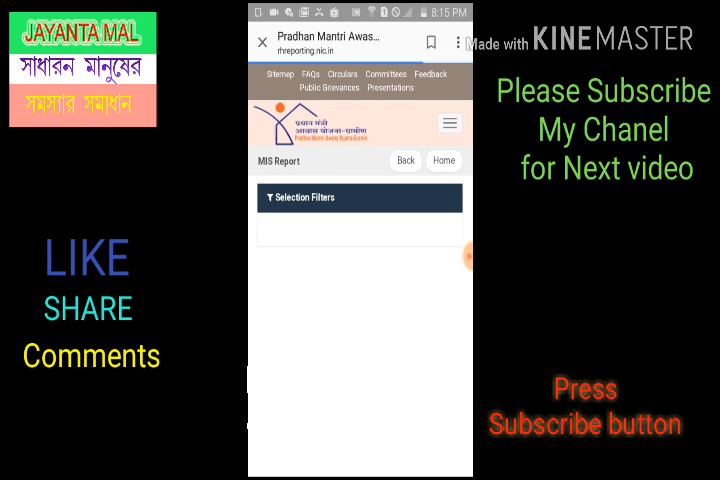 JAYANTA MAL
সাধারন মানুষের
সমস্যার সমাধান
8:15 PM
Pradhan Mantri Awas...
rhreporting.nic.in
Made with KINEMASTER
Sitemep FAQs Circulars Committees Feedback
Public Grievances Presentations
प्रधान मंत्री
आवास योजना-ग्रामीण
Pradhan Mantri Awaas Yojana-Gramin
MIS Report Back Home
Selection Filters
Please Subscribe
My Chanel
for Next video
LIKE
SHARE
Comments
Press
Subscribe button